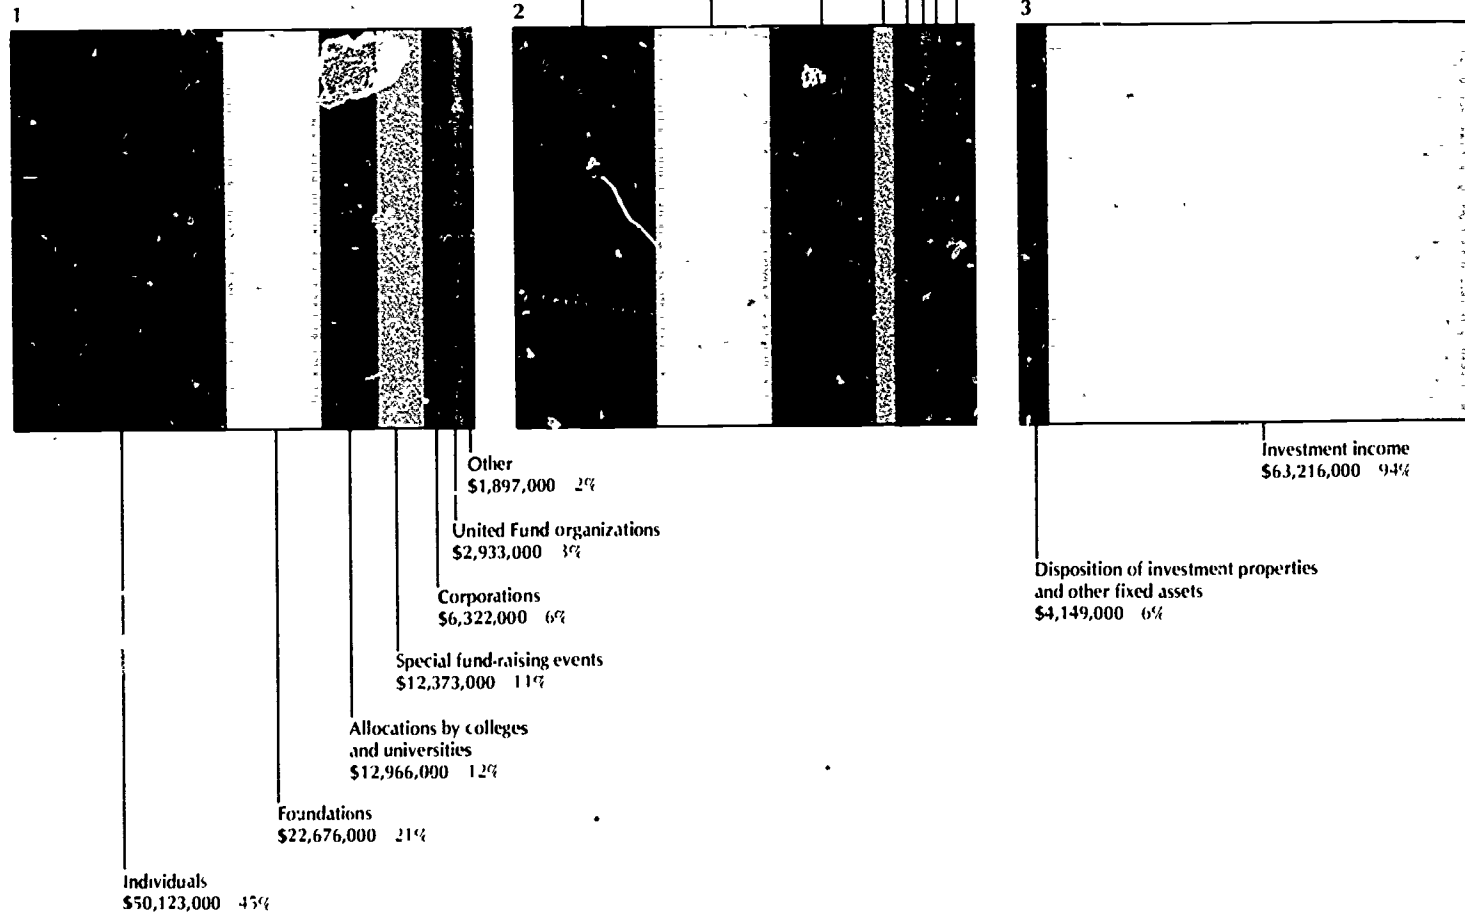 1
2
3
Other
$1,897,000 2%
United Fund organizations
$2,933,000 3%
Corporations
$6,322,000 6%
Special fund-raising events
$12,373,000 11%
Allocations by colleges
and universities
$12,966,000 12%
Foundations
$22,676,000 21%
Individuals
$50,123,000 45%
Investment income
$63,216,000 94%
Disposition of investment properties
and other fixed assets
$4,149,000 6%